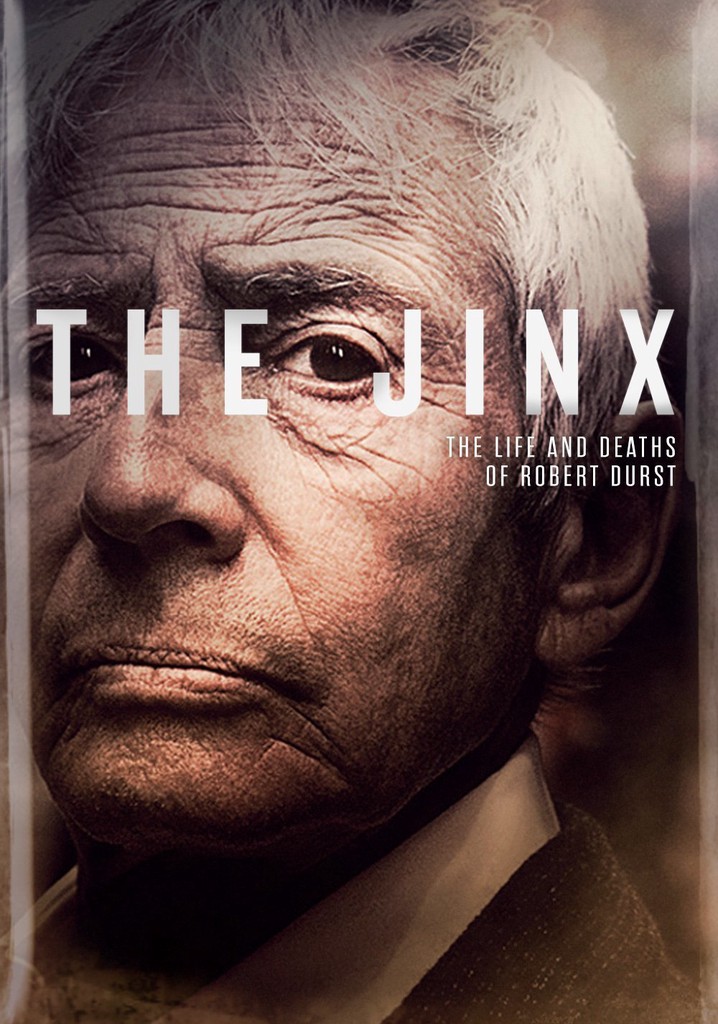 THE JINX
THE LIFE AND DEATHS
OF ROBERT DURST